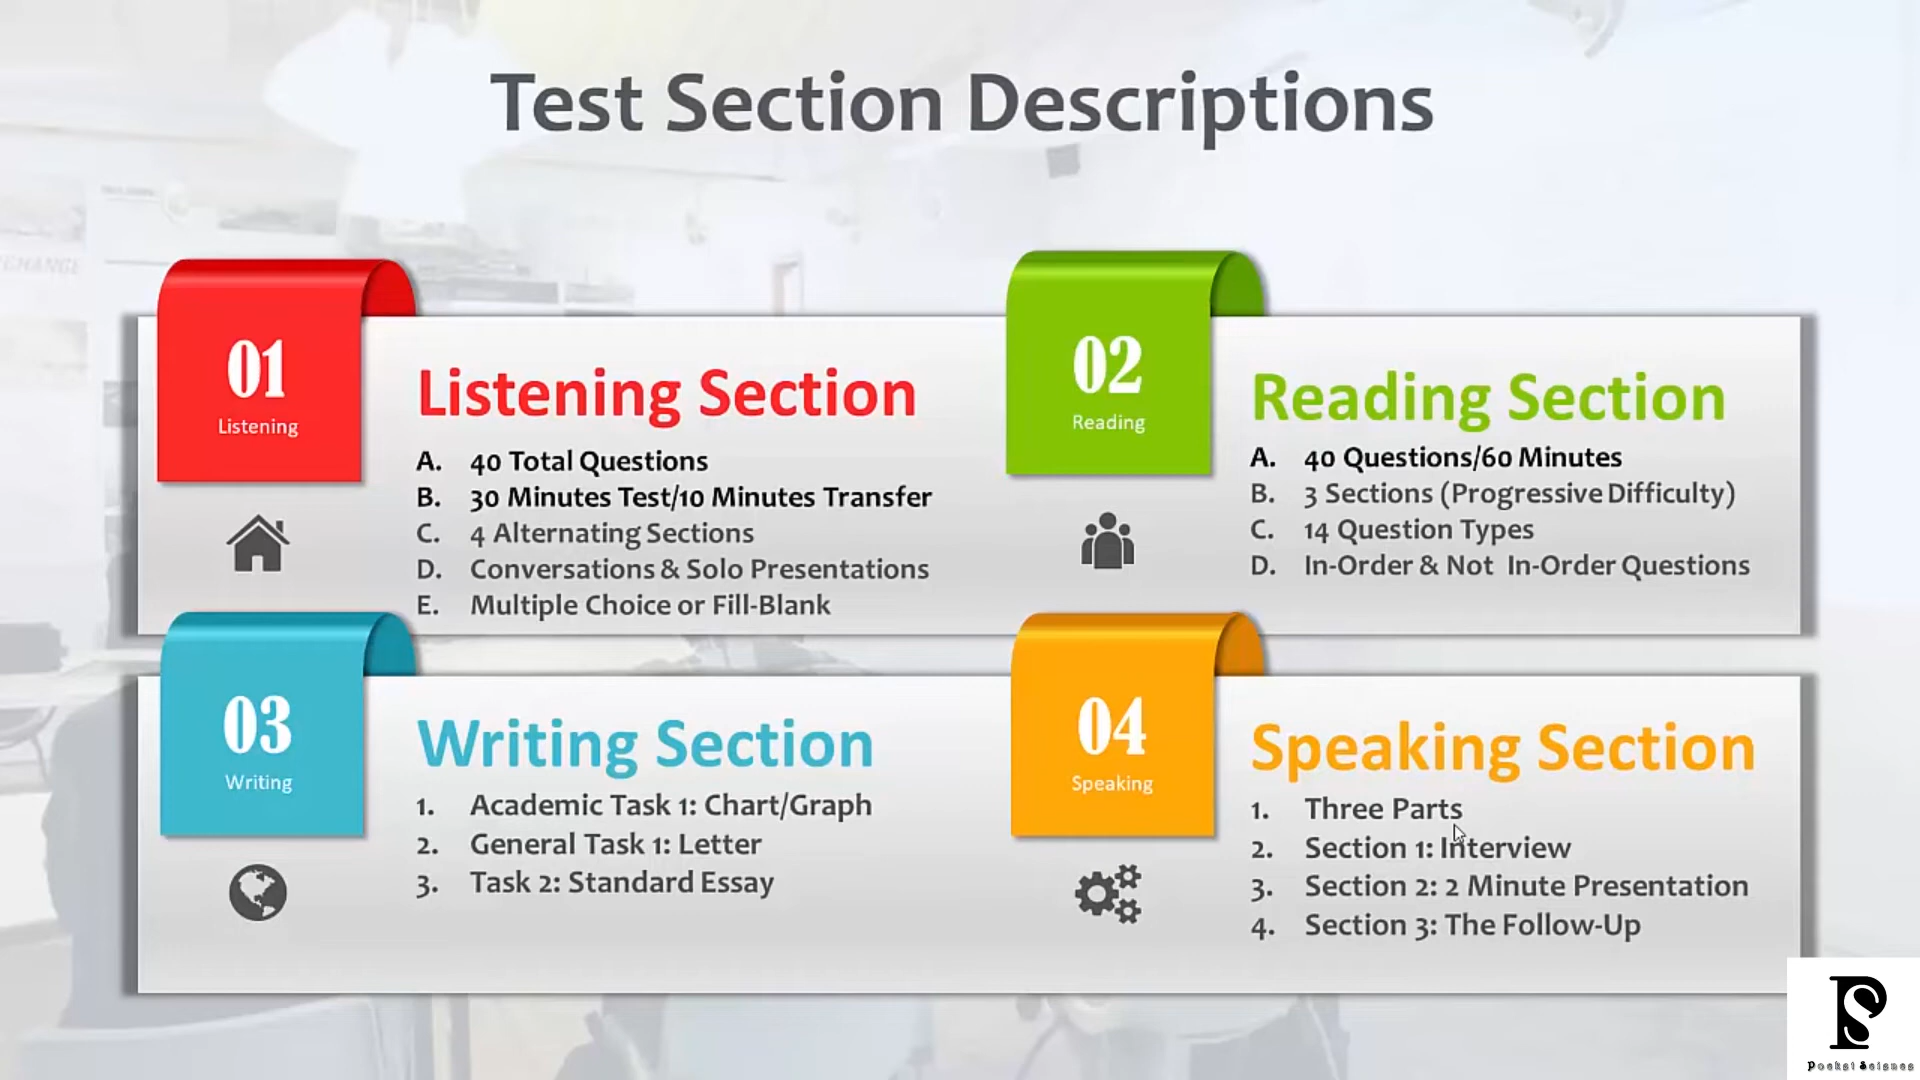 Test Section Descriptions
CHANGE
01
Listening
Listening Section
A. 40 Total Questions
B. 30 Minutes Test/10 Minutes Transfer
C. 4 Alternating Sections
D. Conversations & Solo Presentations
E. Multiple Choice or Fill-Blank
02
Reading
Reading Section
A. 40 Questions/60 Minutes
B. 3 Sections (Progressive Difficulty)
C. 14 Question Types
D. In-Order & Not In-Order Questions
03
Writing
Writing Section
1. Academic Task 1: Chart/Graph
2. General Task 1: Letter
3. Task 2: Standard Essay
04
Speaking
Speaking Section
1. Three Parts
2. Section 1: Interview
3. Section 2: 2 Minute Presentation
4. Section 3: The Follow-Up
PS